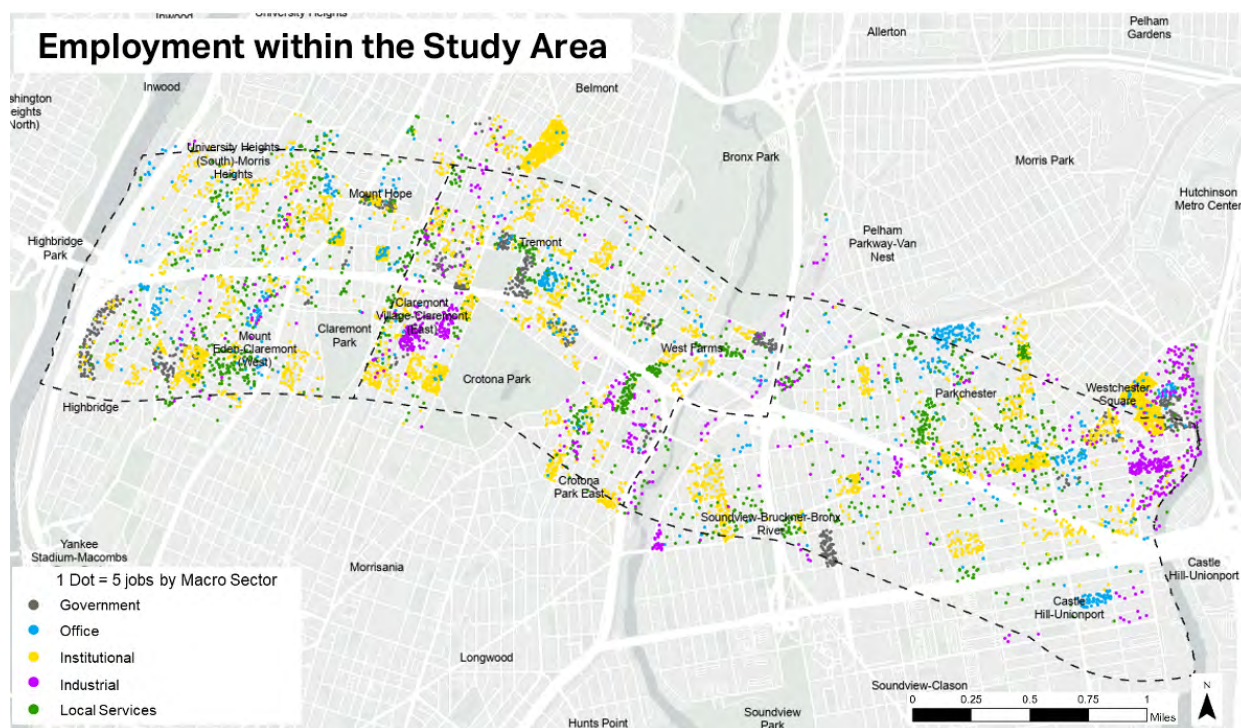 Inwood
University Heights
Employment within the Study Area
Allerton
Pelham
Gardens
Inwood
Belmont
shington
eights
North)
University Heights
(South)-Morris
Heights
Bronx Park
Morris Park
Mount Hope
Hutchinson
Metro Center
Highbridge
Park
Tremont
Pelham
Parkway-Van
Nest
Claremont
Village-Claremont
(East)
Mount
Eden-Claremont
(West)
Claremont
Park
West Farms
Crotona Park
Highbridge
Parkchester
Westchester
Square
Crotona
Park East
Soundview-Bruckner-Bronx
River
Yankee
Stadium-Macombs
Morrisania
Castle
Hill-Unionport
Castle
Hill-Unionport
1 Dot = 5 jobs by Macro Sector
Government
Office
Institutional
Industrial
Local Services
Longwood
Soundview-Clason
Hunts Point
Soundview
Park
0 0.25 0.5 0.75 1
Miles
N